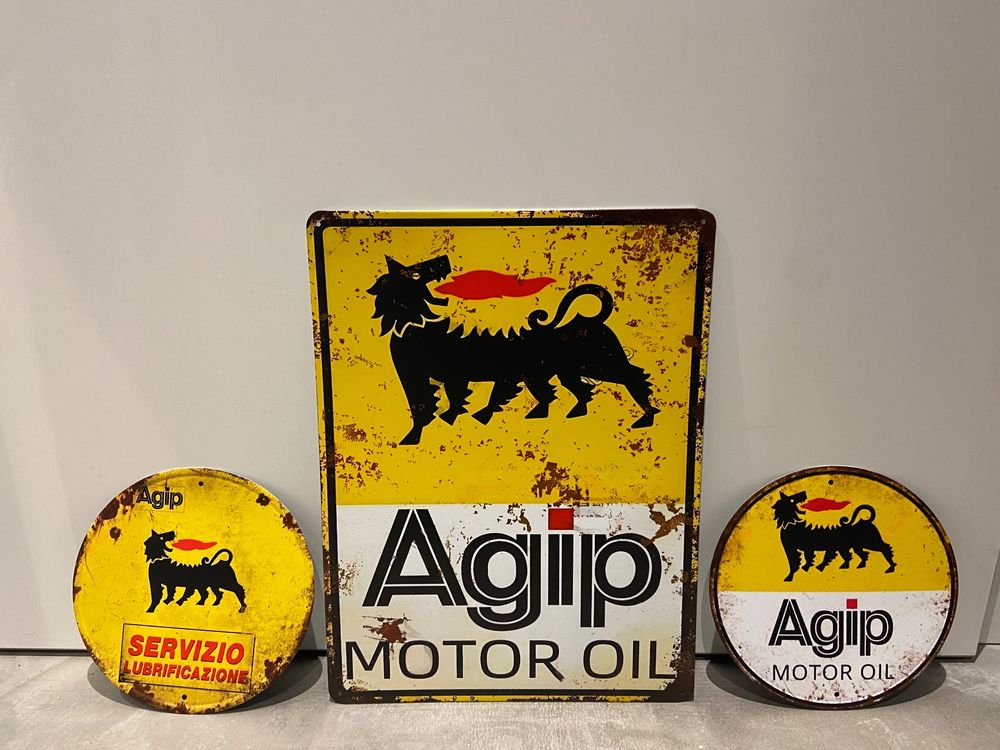 Agip
SERVIZIO
LUBRIFICAZIONE
Agip
MOTOR OIL
Agip
MOTOR OIL